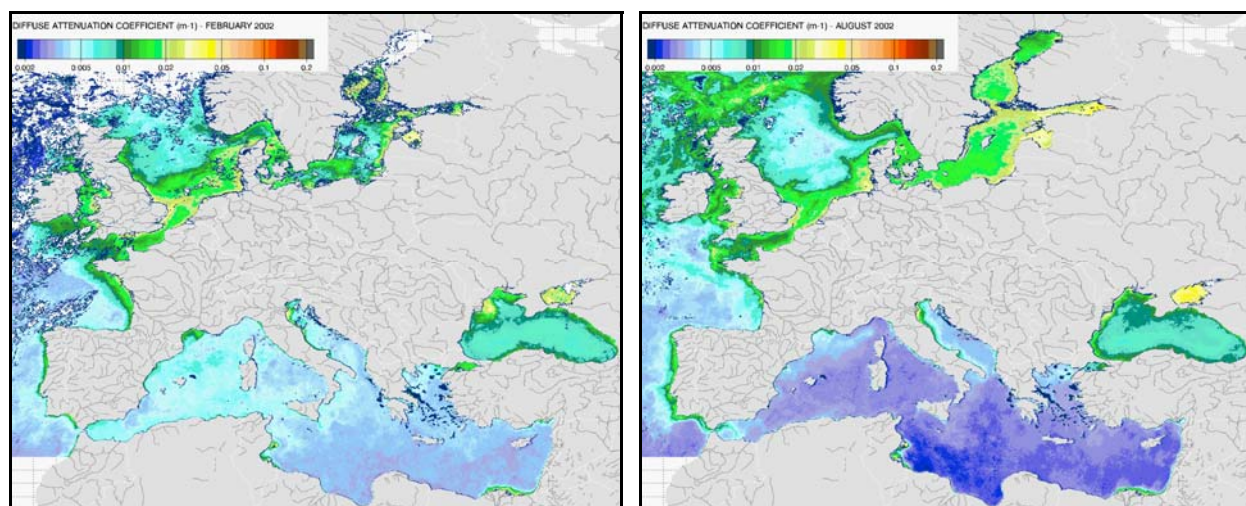 DIFFUSE ATTENUATION COEFFICIENT (m-1) - FEBRUARY 2002
0.002 0.005 0.01 0.02 0.05 0.1 0.2
DIFFUSE ATTENUATION COEFFICIENT (m-1) - AUGUST 2002
0.002 0.005 0.01 0.02 0.05 0.1 0.2